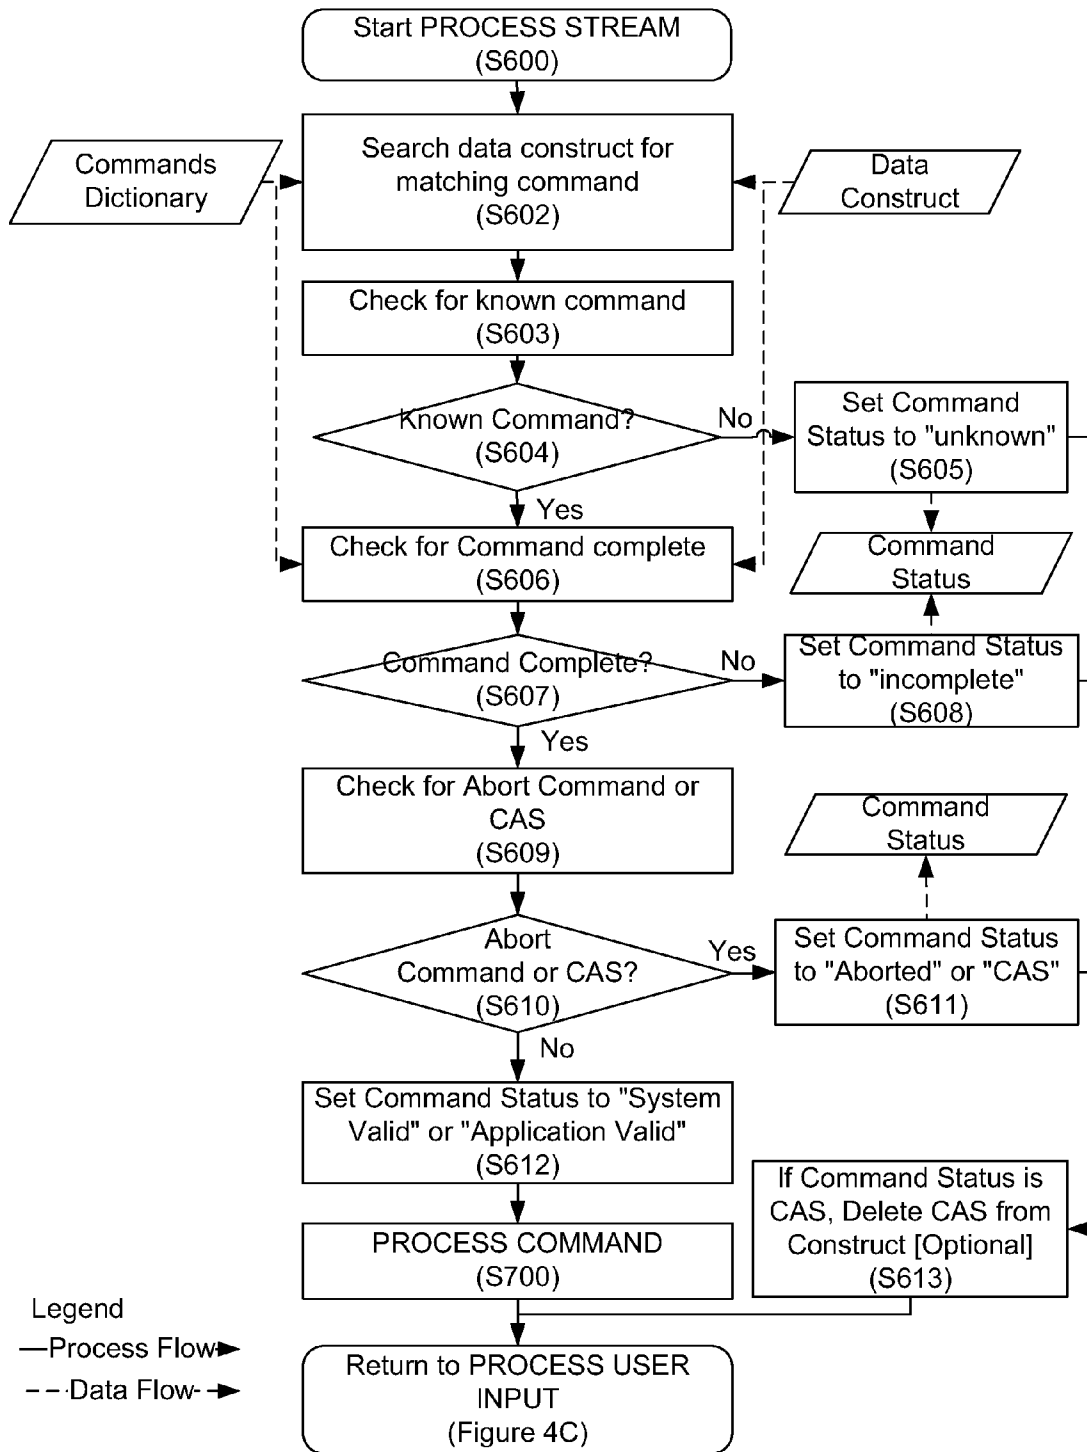 Start PROCESS STREAM
(S600)
Commands
Dictionary
Search data construct for
matching command
(S602)
Data
Construct
Check for known command
(S603)
Known Command?
(S604)
No
Set Command
Status to "unknown"
(S605)
Yes
Check for Command complete
(S606)
Command
Status
Command Complete?
(S607)
No
Set Command Status
to "incomplete"
(S608)
Yes
Check for Abort Command or
CAS
(S609)
Command
Status
Abort
Command or CAS?
(S610)
Yes
Set Command Status
to "Aborted" or "CAS"
(S611)
No
Set Command Status to "System
Valid" or "Application Valid"
(S612)
If Command Status is
CAS, Delete CAS from
Construct [Optional]
(S613)
PROCESS COMMAND
(S700)
Legend
Process Flow
Data Flow
Return to PROCESS USER
INPUT
(Figure 4C)